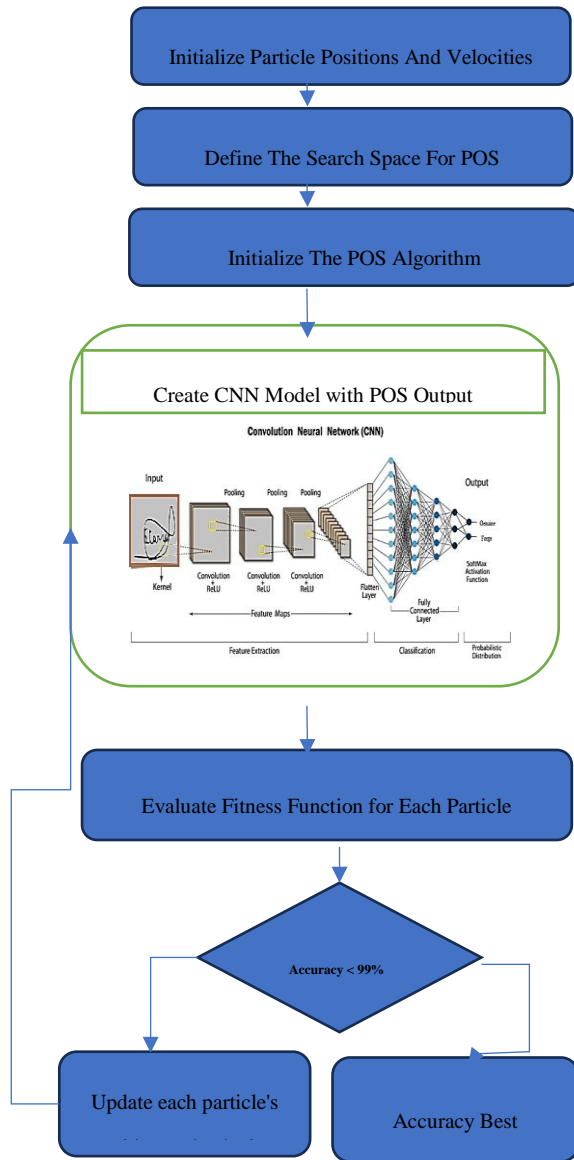 Initialize Particle Positions And Velocities
Define The Search Space For POS
Initialize The POS Algorithm
Create CNN Model with POS Output
Convolution Neural Network (CNN)
Input
Output
Pooling
Pooling
Pooling
Genuine
Forge
SoftMax
Activation
Function
Kernel
Convolution
+
ReLU
Convolution
+
ReLU
Convolution
+
ReLU
Flatten
Layer
Fully
Connected
Layer
Feature Maps
Feature Extraction
Classification
Probabilistic
Distribution
Evaluate Fitness Function for Each Particle
Accuracy < 99%
Update each particle's
Accuracy Best